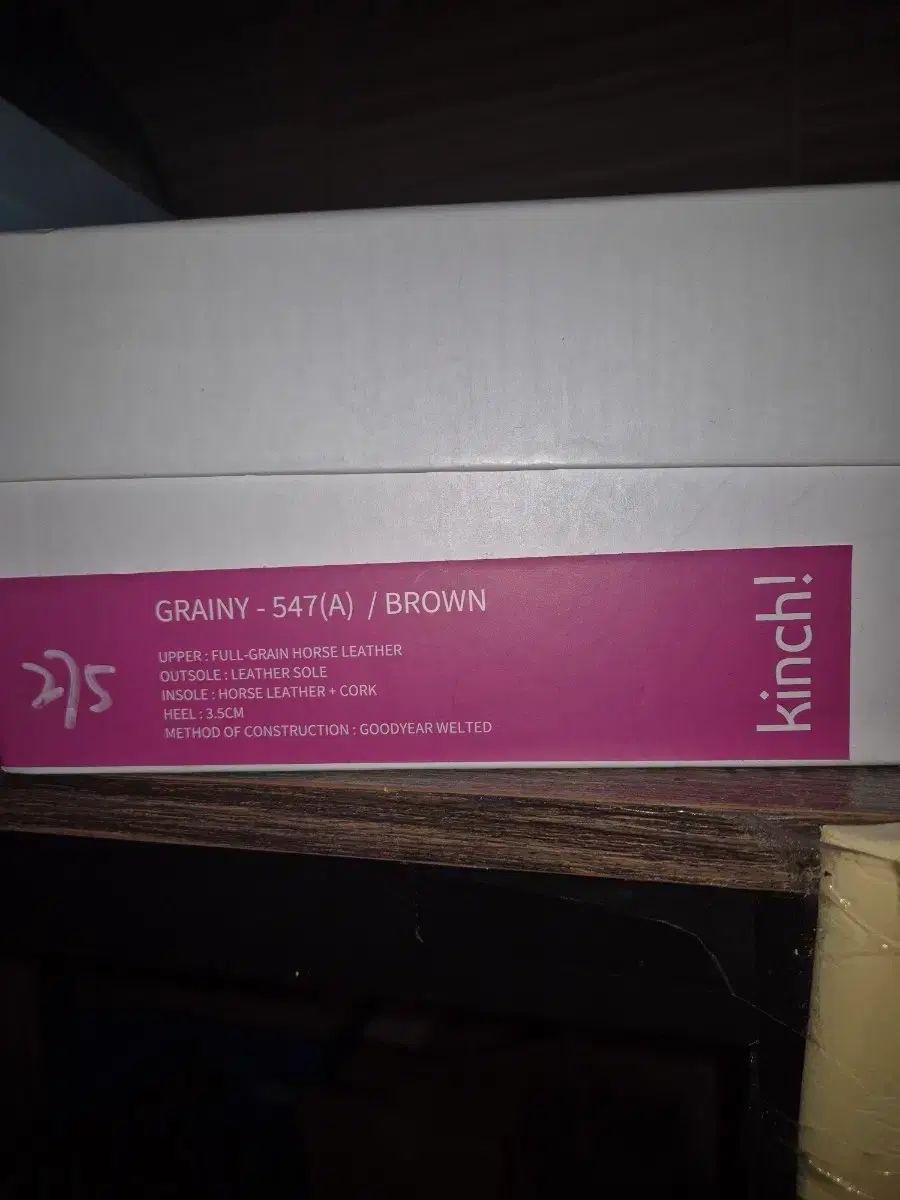 GRAINY - 547(A) / BROWN
UPPER : FULL-GRAIN HORSE LEATHER
OUTSOLE : LEATHER SOLE
INSOLE : HORSE LEATHER + CORK
HEEL : 3.5CM
METHOD OF CONSTRUCTION : GOODYEAR WELTED
275
kinch!